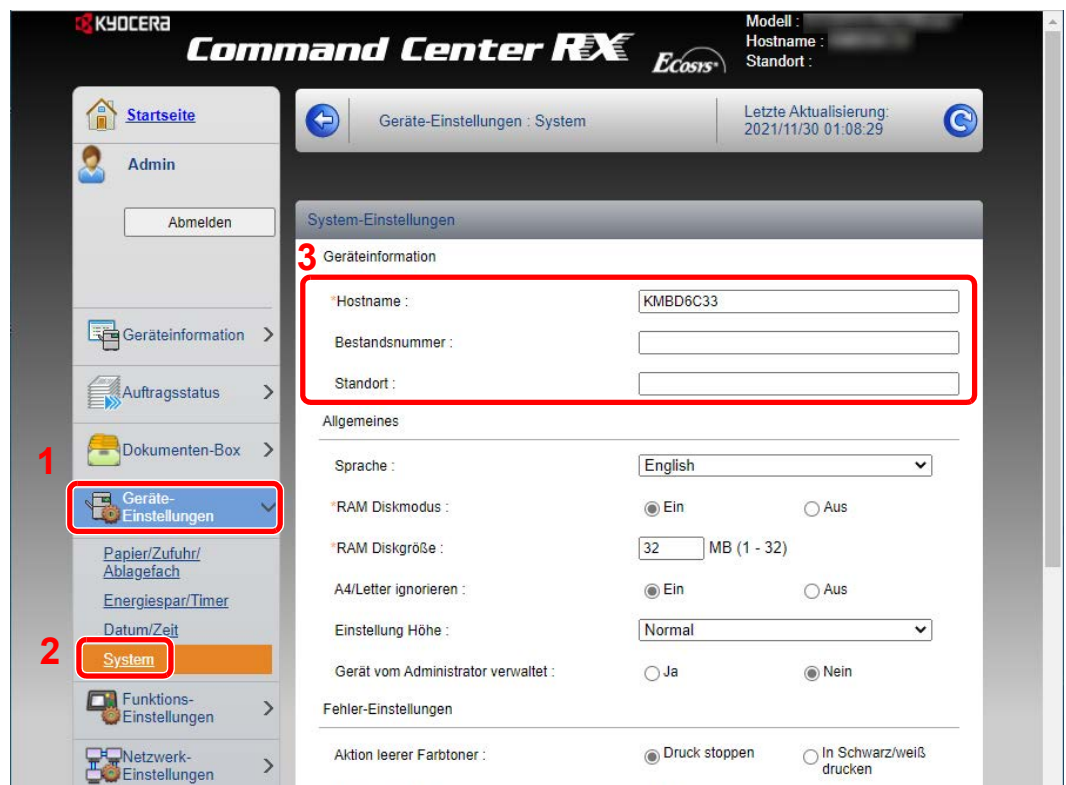 KYOCERA
Command Center RX
Ecosys
Modell :
Hostname :
Standort :
Startseite
Admin
Abmelden
Geräte-Einstellungen : System
Letzte Aktualisierung:
2021/11/30 01:08:29
System-Einstellungen
3
Geräteinformation
*Hostname :
KMBD6C33
Bestandsnummer :
Standort :
Allgemeines
Sprache :
English
*RAM Diskmodus :
Ein
Aus
*RAM Diskgröße :
32
MB (1 - 32)
A4/Letter ignorieren :
Ein
Aus
Einstellung Höhe :
Normal
Gerät vom Administrator verwaltet :
Ja
Nein
Fehler-Einstellungen
Aktion leerer Farbtoner :
Druck stoppen
In Schwarz/weiß
drucken
Geräteinformation
Auftragsstatus
Dokumenten-Box
1
Geräte-
Einstellungen
Papier/Zufuhr/
Ablagefach
Energiespar/Timer
Datum/Zeit
2
System
Funktions-
Einstellungen
Netzwerk-
Einstellungen